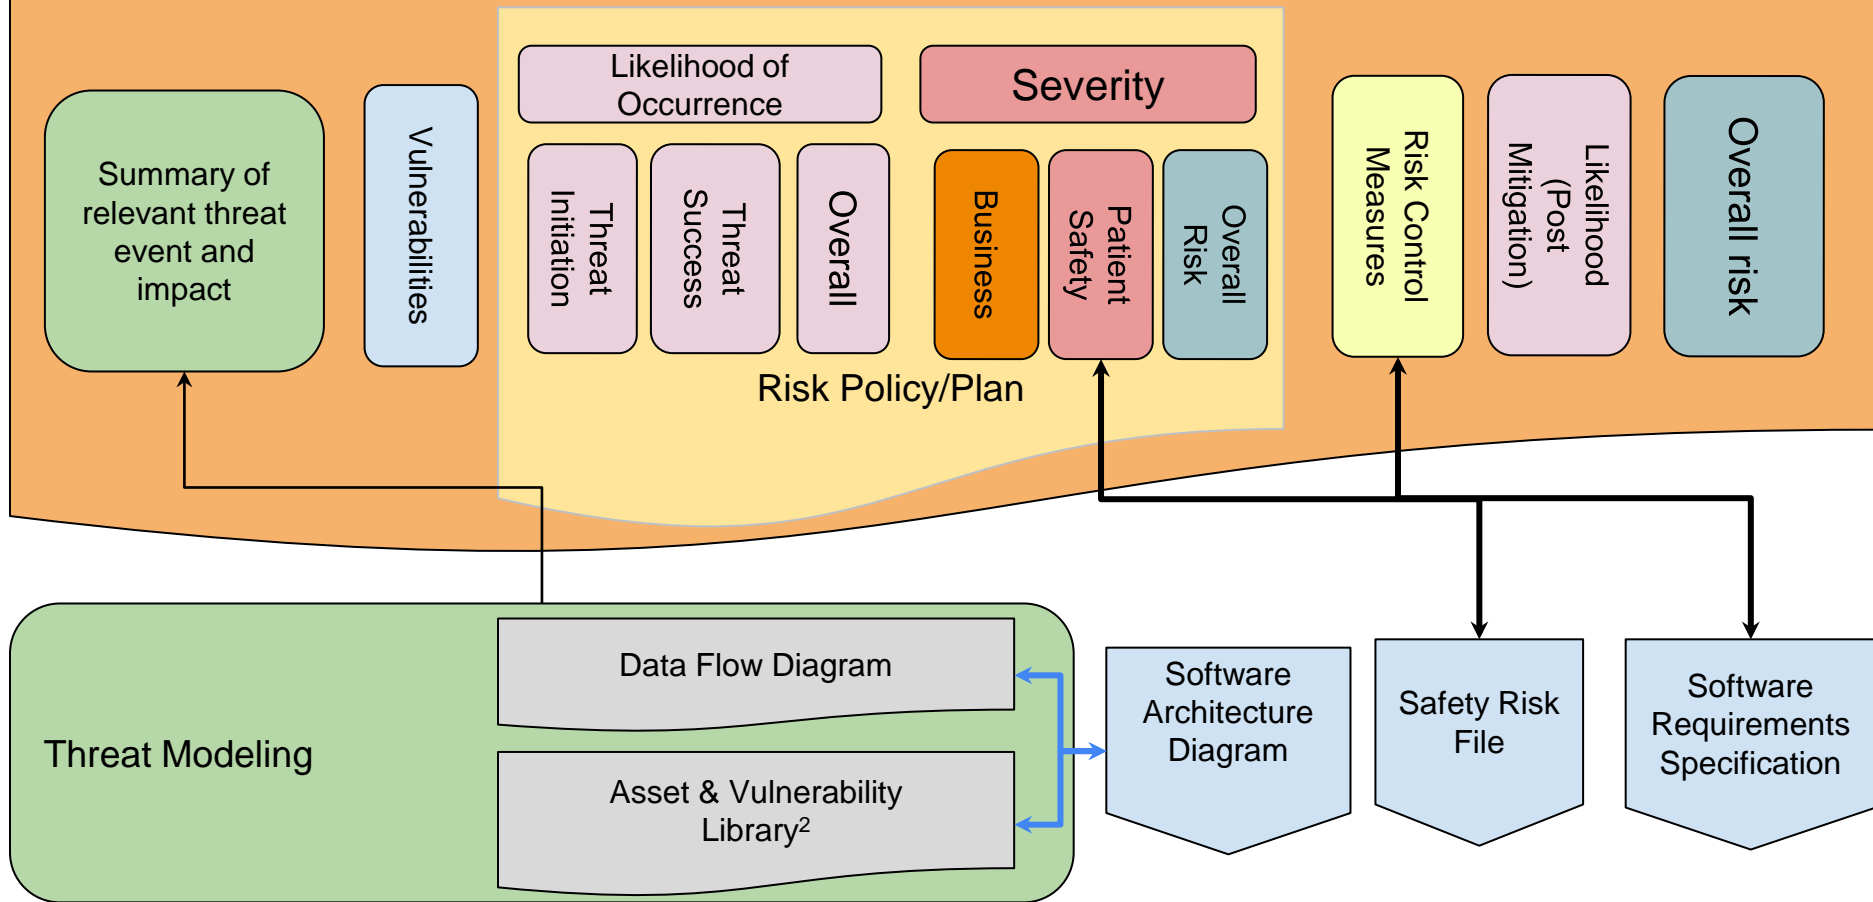 Likelihood of
Occurrence
Severity
Summary of
relevant threat
event and
impact
Vulnerabilities
Threat
Initiation
Threat
Success
Overall
Business
Patient
Safety
Overall
Risk
Risk Control
Measures
Likelihood
(Post
Mitigation)
Overall risk
Risk Policy/Plan
Threat Modeling
Data Flow Diagram
Asset & Vulnerability
Library²
Software
Architecture
Diagram
Safety Risk
File
Software
Requirements
Specification